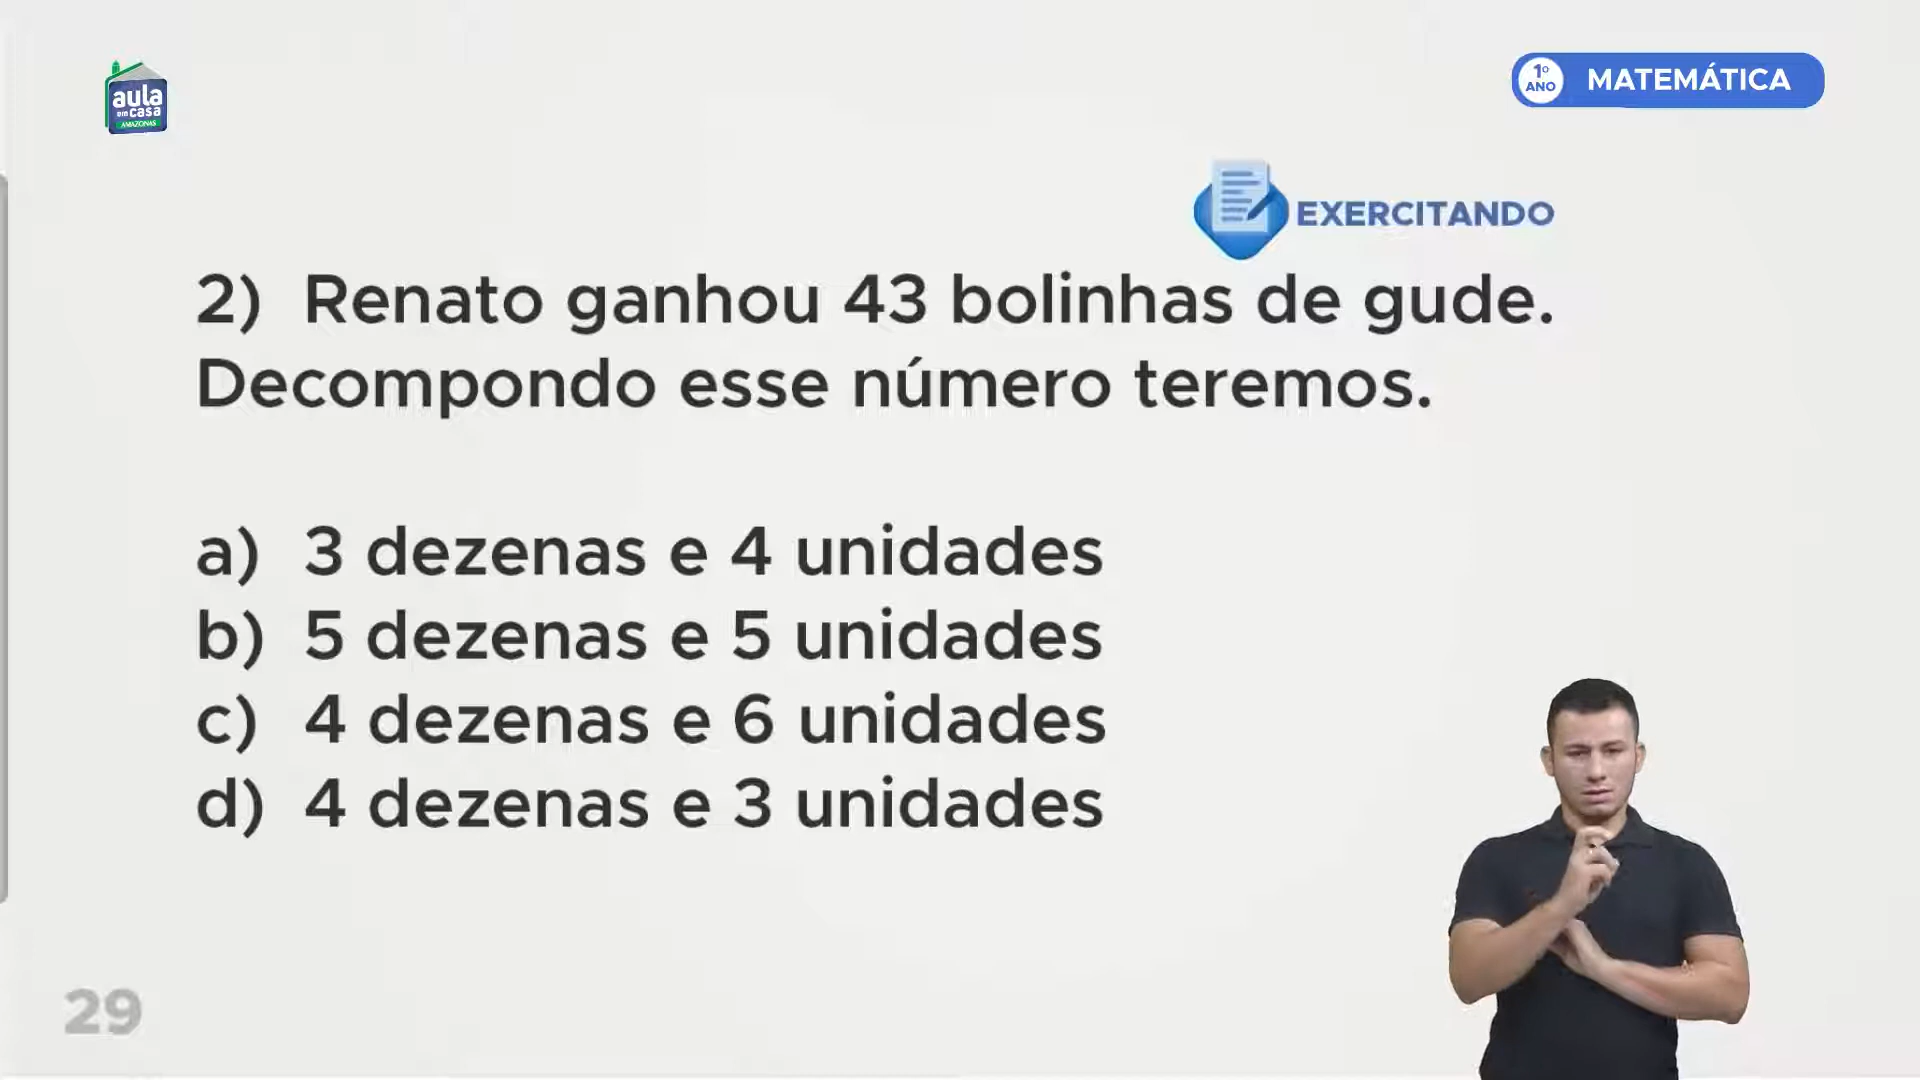 aula
em casa
AMAZONAS
1º
ANO
MATEMÁTICA
EXERCITANDO
2) Renato ganhou 43 bolinhas de gude.
Decompondo esse número teremos.
a) 3 dezenas e 4 unidades
b) 5 dezenas e 5 unidades
c) 4 dezenas e 6 unidades
d) 4 dezenas e 3 unidades
29